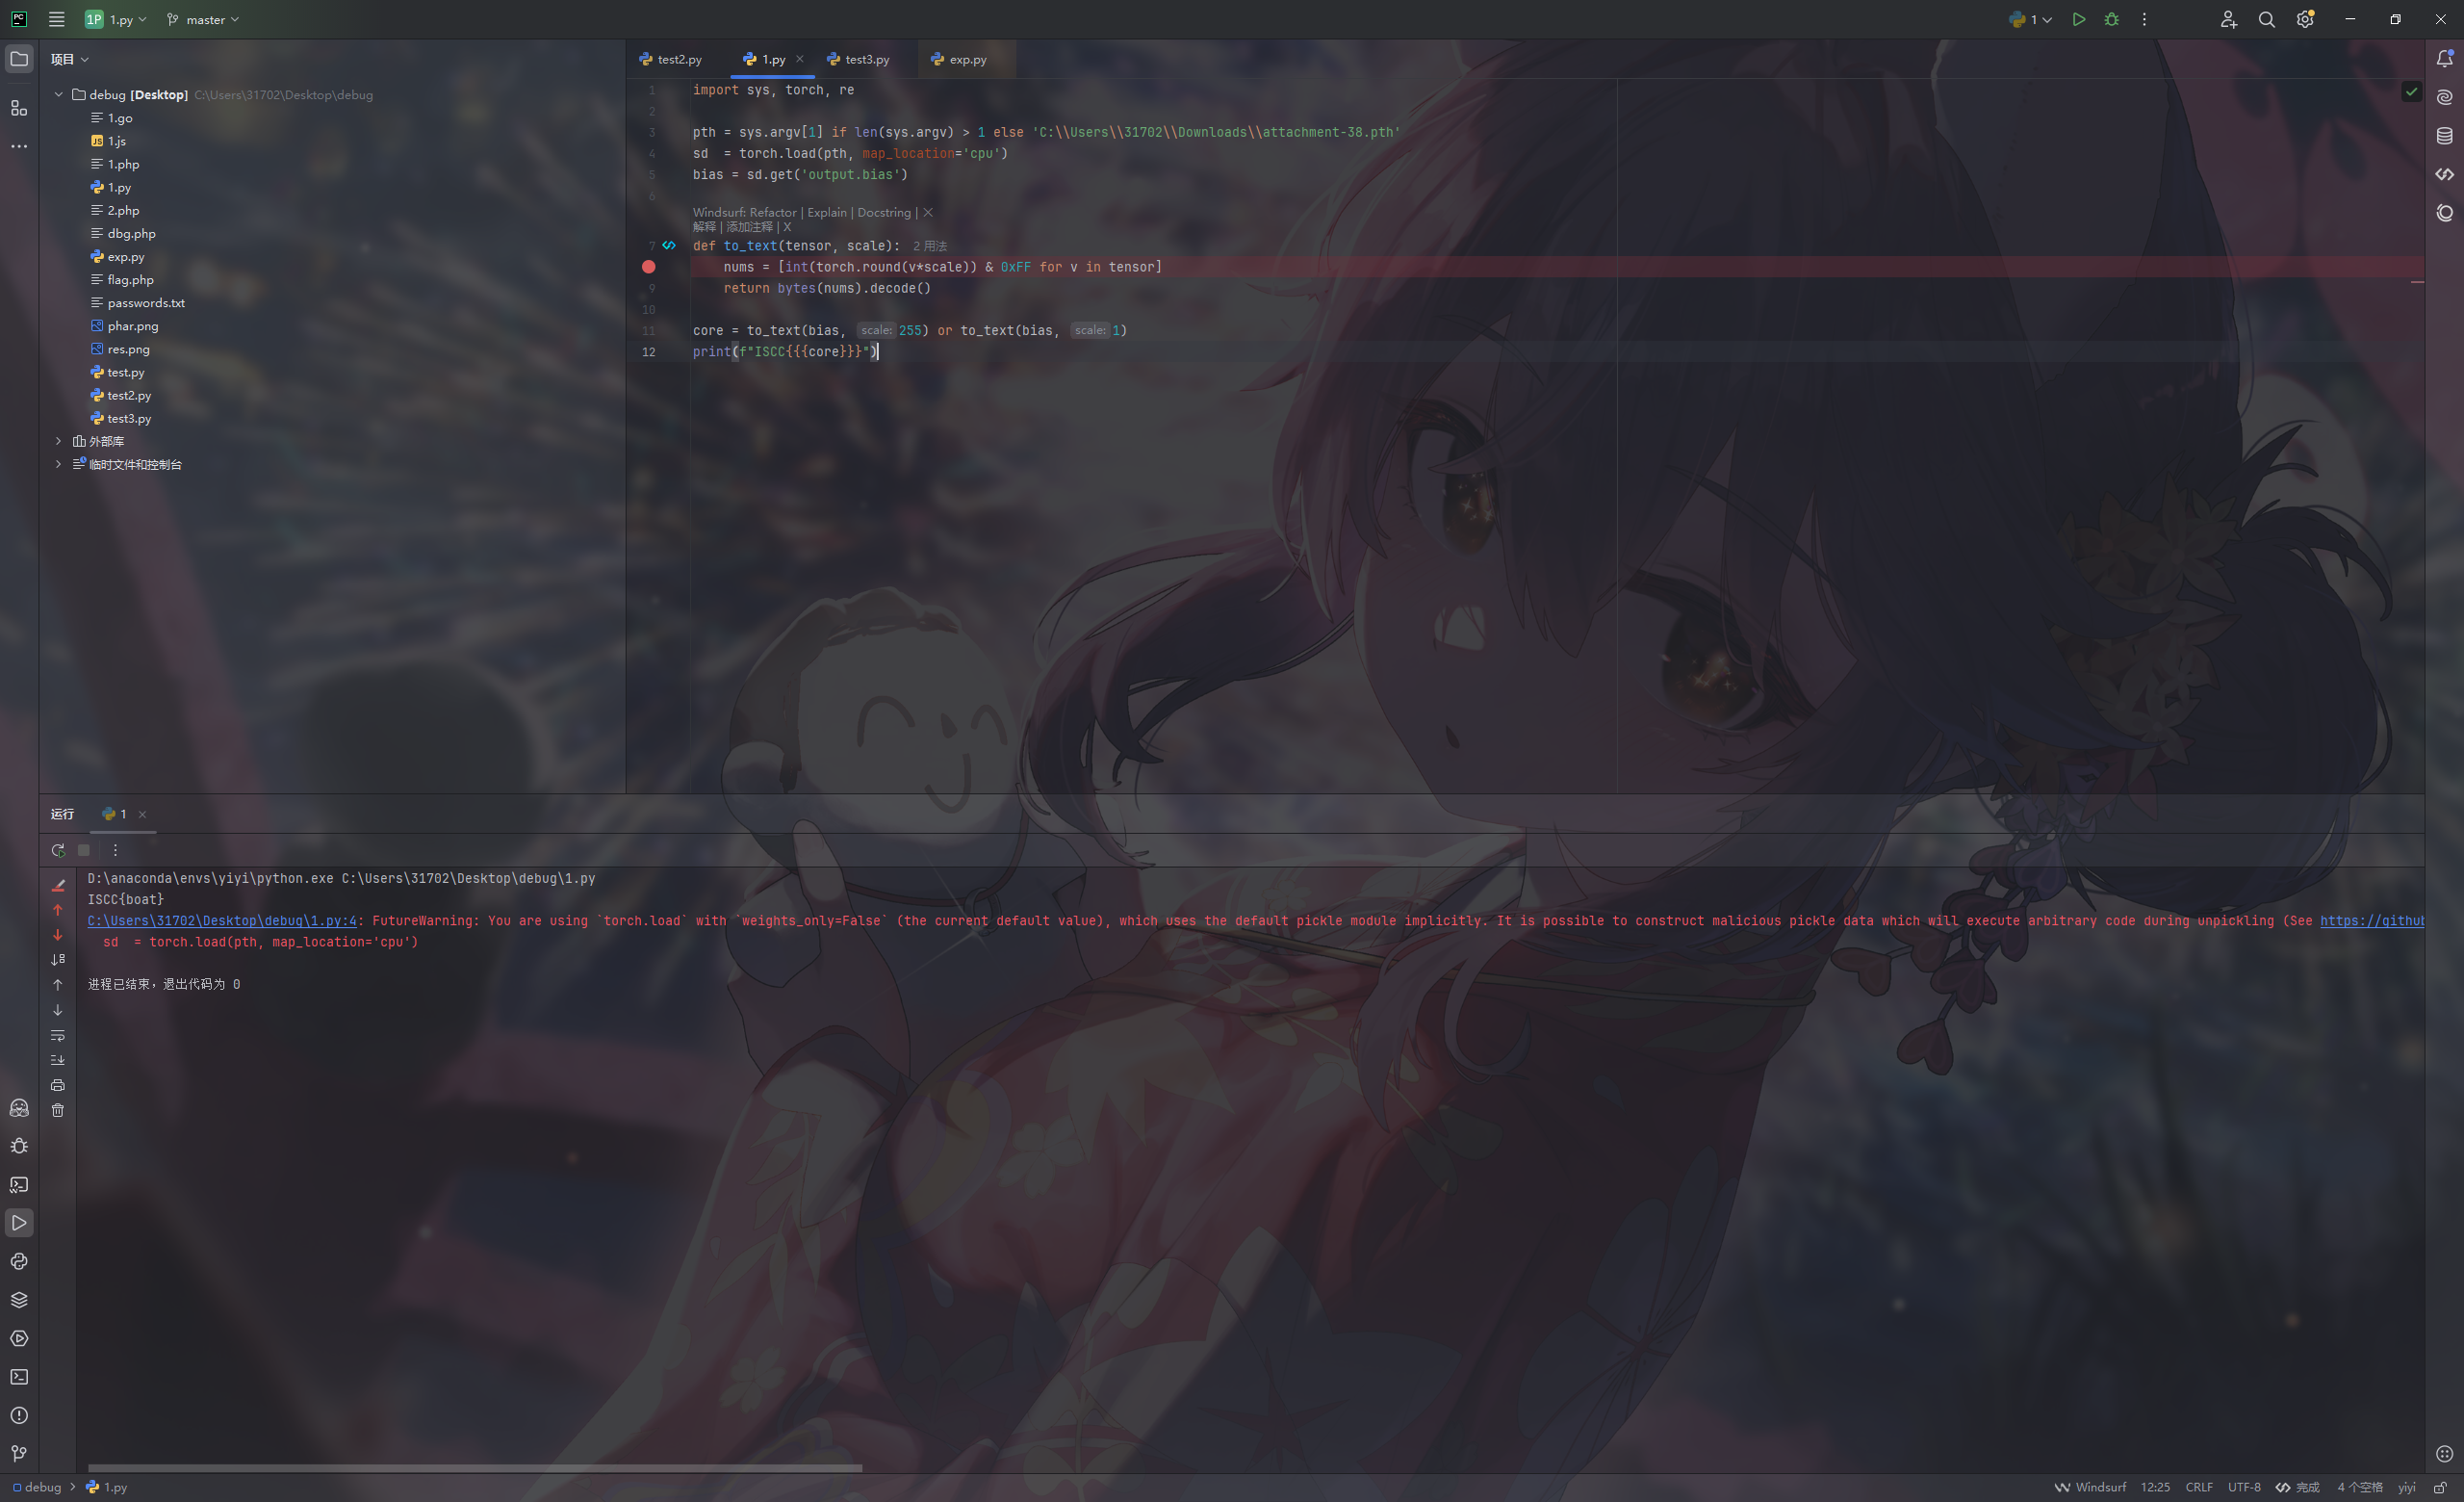 PC
1P 1.py
master
1
项目
debug [Desktop] C:\Users\31702\Desktop\debug
1.go
JS 1.js
1.php
1.py
2.php
dbg.php
exp.py
flag.php
passwords.txt
phar.png
res.png
test.py
test2.py
test3.py
外部库
临时文件和控制台
test2.py
1.py
test3.py
exp.py
1 import sys, torch, re
2
3 pth = sys.argv[1] if len(sys.argv) > 1 else 'C:\\Users\\31702\\Downloads\\attachment-38.pth'
4 sd  = torch.load(pth, map_location='cpu')
5 bias = sd.get('output.bias')
6
Windsurf: Refactor | Explain | Docstring | X
解释 | 添加注释 | X
7 def to_text(tensor, scale): 2 用法
nums = [int(torch.round(v*scale)) & 0xFF for v in tensor]
9 return bytes(nums).decode()
10
11 core = to_text(bias, scale: 255) or to_text(bias, scale: 1)
12 print(f"ISCC{{{core}}}")
运行
1
D:\anaconda\envs\yiyi\python.exe C:\Users\31702\Desktop\debug\1.py
ISCC{boat}
C:\Users\31702\Desktop\debug\1.py:4: FutureWarning: You are using `torch.load` with `weights_only=False` (the current default value), which uses the default pickle module implicitly. It is possible to construct malicious pickle data which will execute arbitrary code during unpickling (See https://github
sd  = torch.load(pth, map_location='cpu')
进程已结束，退出代码为 0
debug
1.py
Windsurf
12:25
CRLF
UTF-8
完成
4 个空格
yiyi